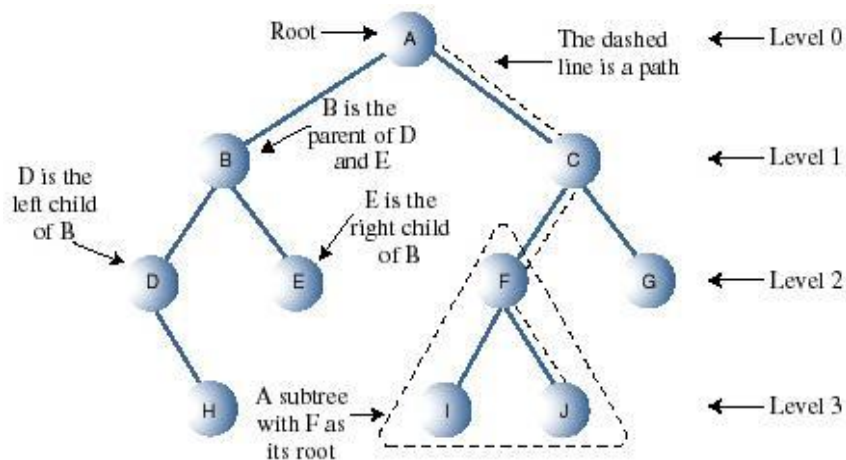 Root
A
The dashed
line is a path
Level 0
B is the
parent of D
and E
B
C
Level 1
D is the
left child
of B
E is the
right child
of B
D
E
F
G
Level 2
A subtree
with F as
its root
H
I
J
Level 3